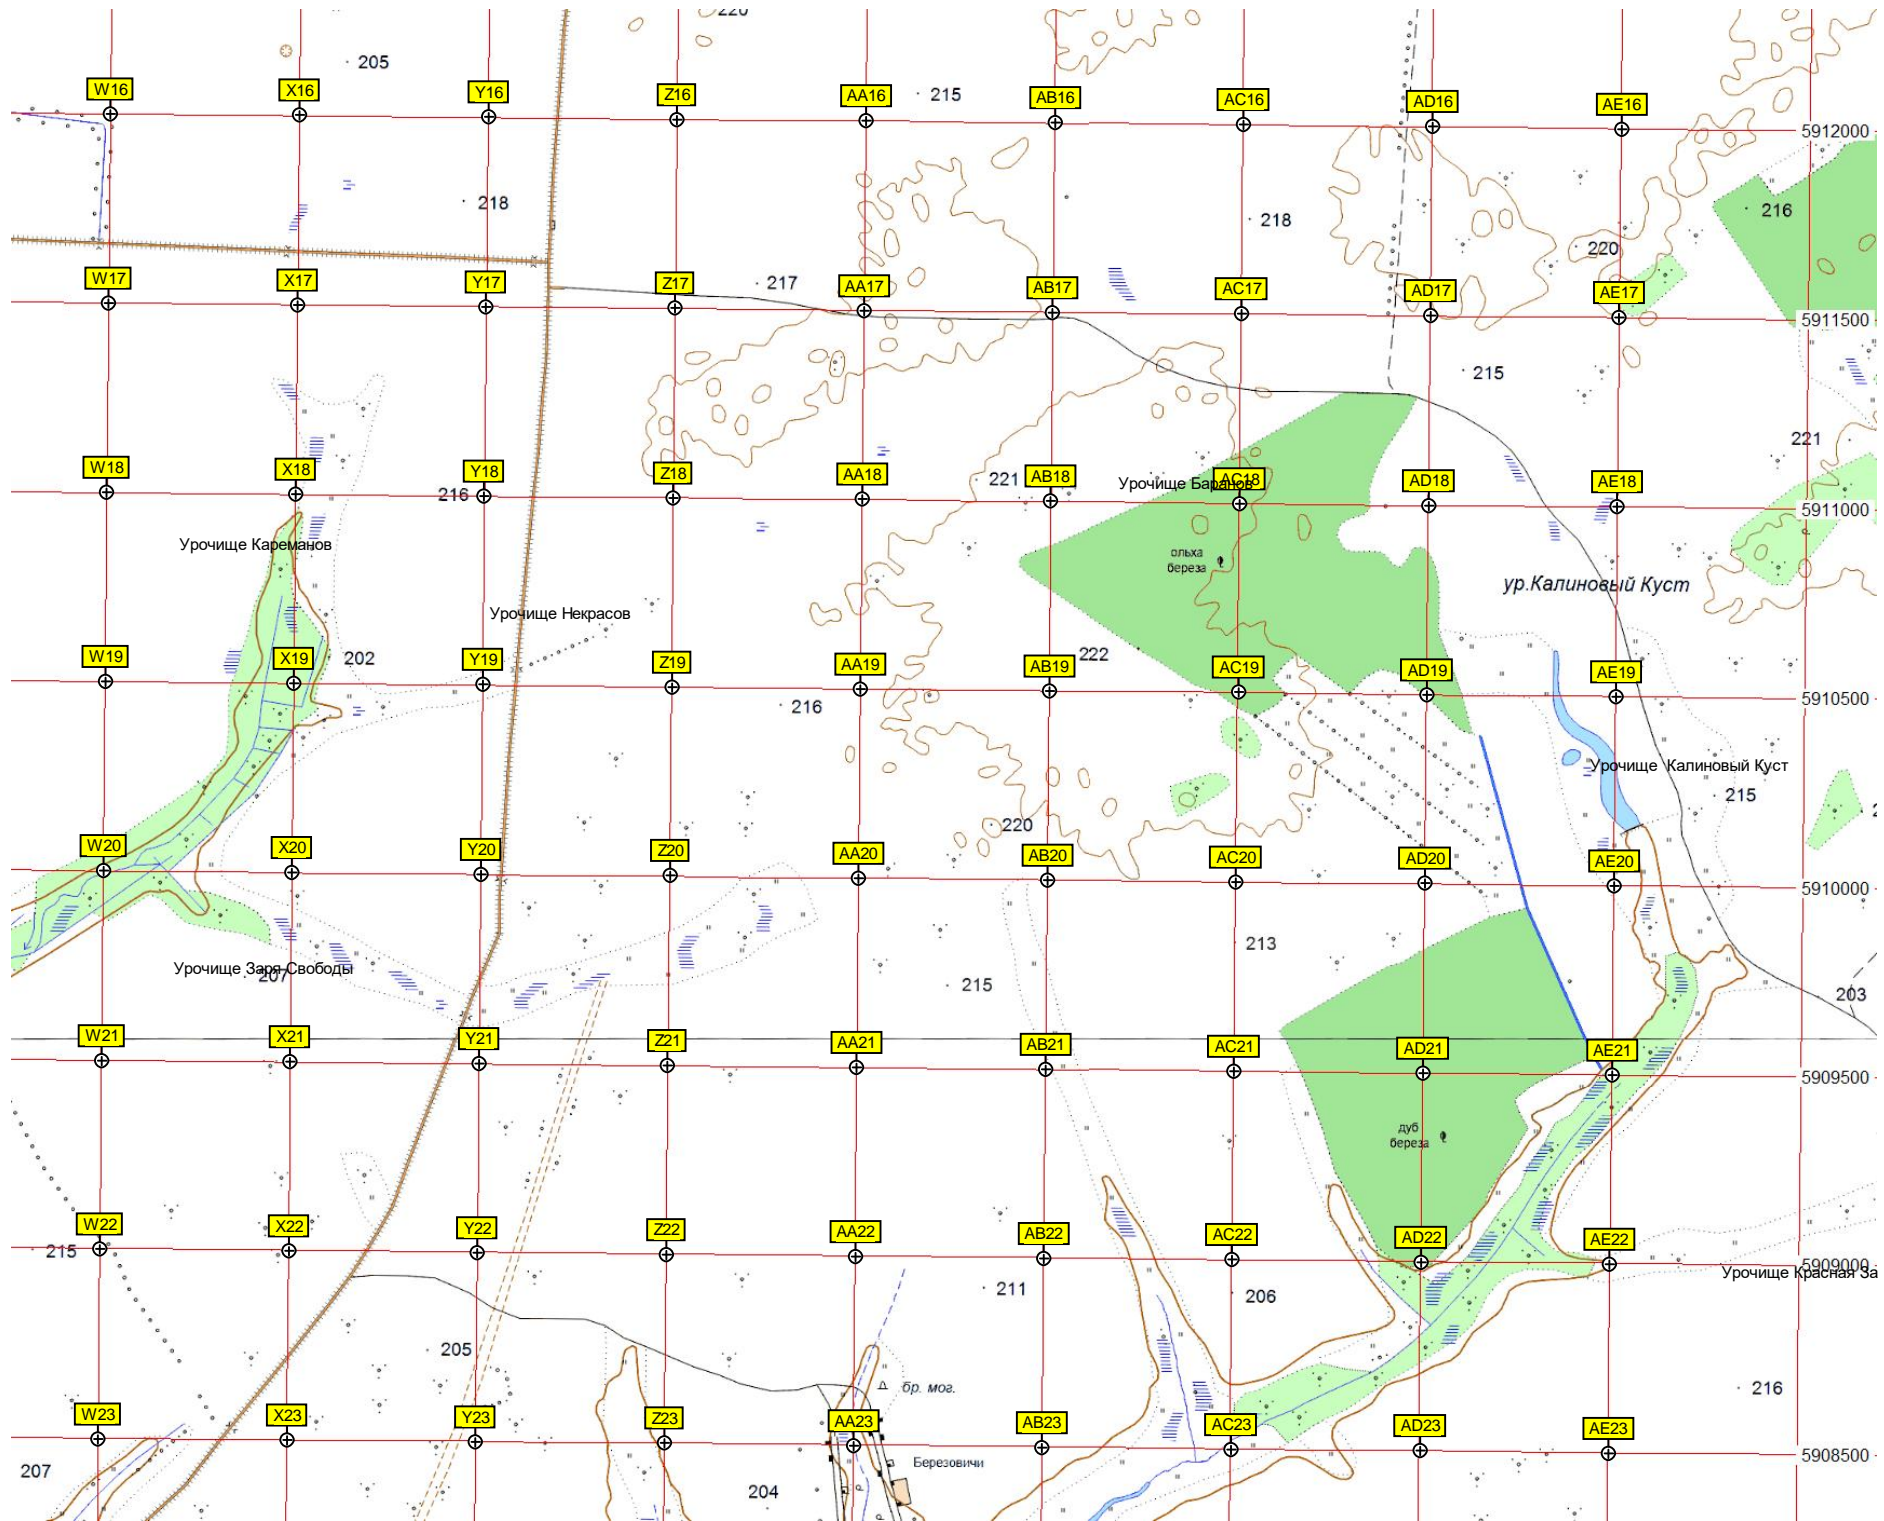 205
215
W16
X16
Y16
Z16
AA16
AB16
AC16
AD16
AE16
5912000
218
218
216
220
217
W17
X17
Y17
Z17
AA17
AB17
AC17
AD17
AE17
5911500
215
221
W18
X18
216
Y18
Z18
AA18
221
AB18
Урочище Баранов
AC18
AD18
AE18
5911000
Урочище Кареманов
ольха
береза
ур.Калиновый Куст
Урочище Некрасов
W19
X19
202
Y19
Z19
AA19
AB19
222
AC19
AD19
AE19
5910500
216
Урочище Калиновый Куст
215
220
W20
X20
Y20
Z20
AA20
AB20
AC20
AD20
AE20
5910000
213
Урочище Заря Свободы
207
215
203
W21
X21
Y21
Z21
AA21
AB21
AC21
AD21
AE21
5909500
дуб
береза
W22
X22
Y22
Z22
AA22
AB22
AC22
AD22
AE22
215
5909000
Урочище Красная За
211
206
205
бр. мог.
216
W23
X23
Y23
Z23
AA23
AB23
AC23
AD23
AE23
5908500
207
Березовичи
204